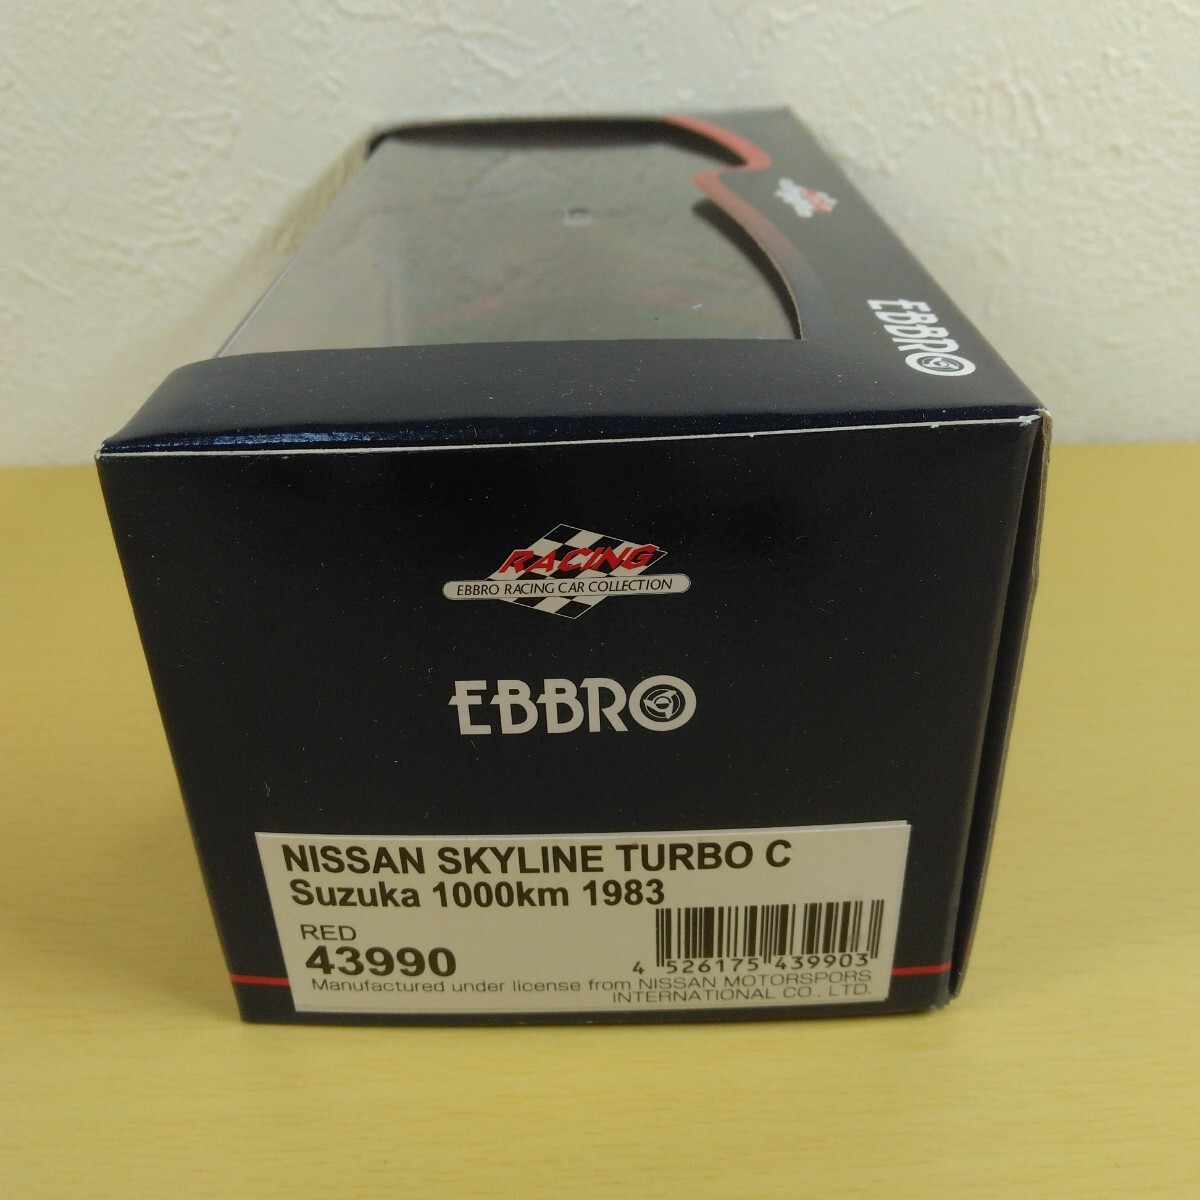 EBBRO
RACING
EBBRO RACING CAR COLLECTION
EBBRO
NISSAN SKYLINE TURBO C
Suzuka 1000km 1983
RED
43990
4 526175 439903
Manufactured under license from NISSAN MOTORSPORS
INTERNATIONAL CO., LTD.